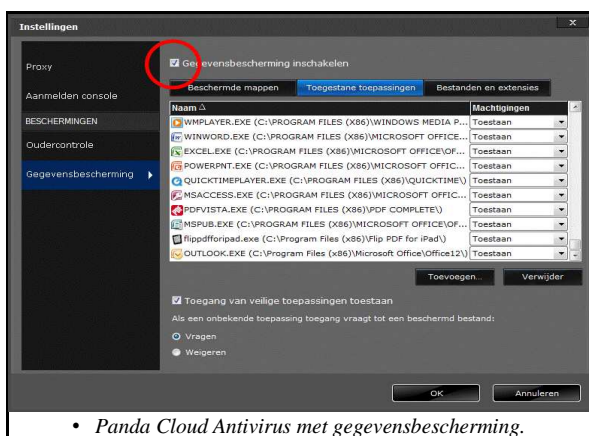 Instellingen
x
Proxy
Aanmelden console
BESCHERMINGEN
Oudercontrole
Gegevensbescherming
Gegevensbescherming inschakelen
Beschermde mappen Toegestane toepassingen Bestanden en extensies
Naam Machtigingen
WMPLAYER.EXE (C:\PROGRAM FILES (X86)\WINDOWS MEDIA P... Toestaan
WINWORD.EXE (C:\PROGRAM FILES (X86)\MICROSOFT OFFICE... Toestaan
EXCEL.EXE (C:\PROGRAM FILES (X86)\MICROSOFT OFFICE\OF... Toestaan
POWERPNT.EXE (C:\PROGRAM FILES (X86)\MICROSOFT OFFIC... Toestaan
QUICKTIMEPLAYER.EXE (C:\PROGRAM FILES (X86)\QUICKTIME\) Toestaan
MSACCESS.EXE (C:\PROGRAM FILES (X86)\MICROSOFT OFFIC... Toestaan
PDFVISTA.EXE (C:\PROGRAM FILES (X86)\PDF COMPLETE\) Toestaan
MSPUB.EXE (C:\PROGRAM FILES (X86)\MICROSOFT OFFICE\OF... Toestaan
flippdfforipad.exe (C:\Program Files (x86)\Flip PDF for iPad\) Toestaan
OUTLOOK.EXE (C:\Program Files (x86)\Microsoft Office\Office12\) Toestaan
Toevoegen... Verwijder
Toegang van veilige toepassingen toestaan
Als een onbekende toepassing toegang vraagt tot een beschermd bestand:
Vragen
Weigeren
OK Annuleren
• Panda Cloud Antivirus met gegevensbescherming.